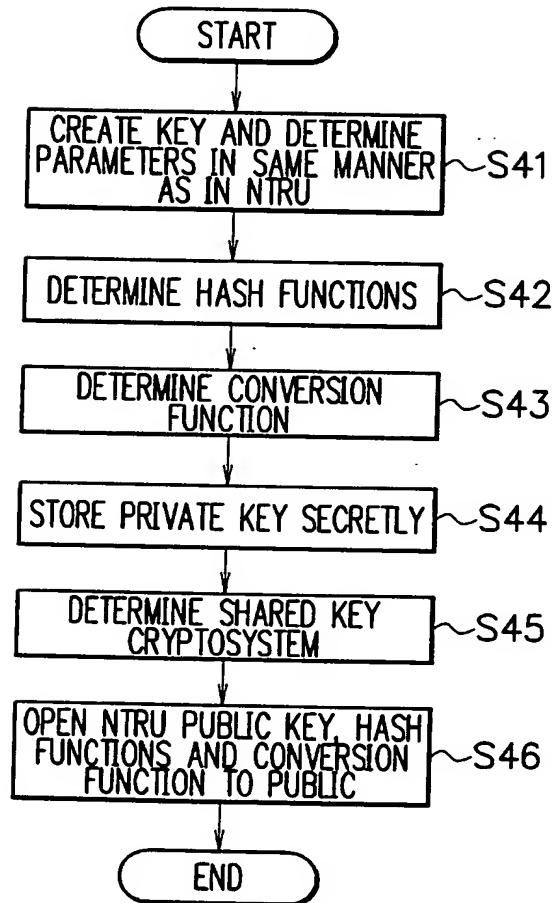 START
CREATE KEY AND DETERMINE
PARAMETERS IN SAME MANNER
AS IN NTRU
S41
DETERMINE HASH FUNCTIONS
S42
DETERMINE CONVERSION
FUNCTION
S43
STORE PRIVATE KEY SECRETLY
S44
DETERMINE SHARED KEY
CRYPTOSYSTEM
S45
OPEN NTRU PUBLIC KEY, HASH
FUNCTIONS AND CONVERSION
FUNCTION TO PUBLIC
S46
END